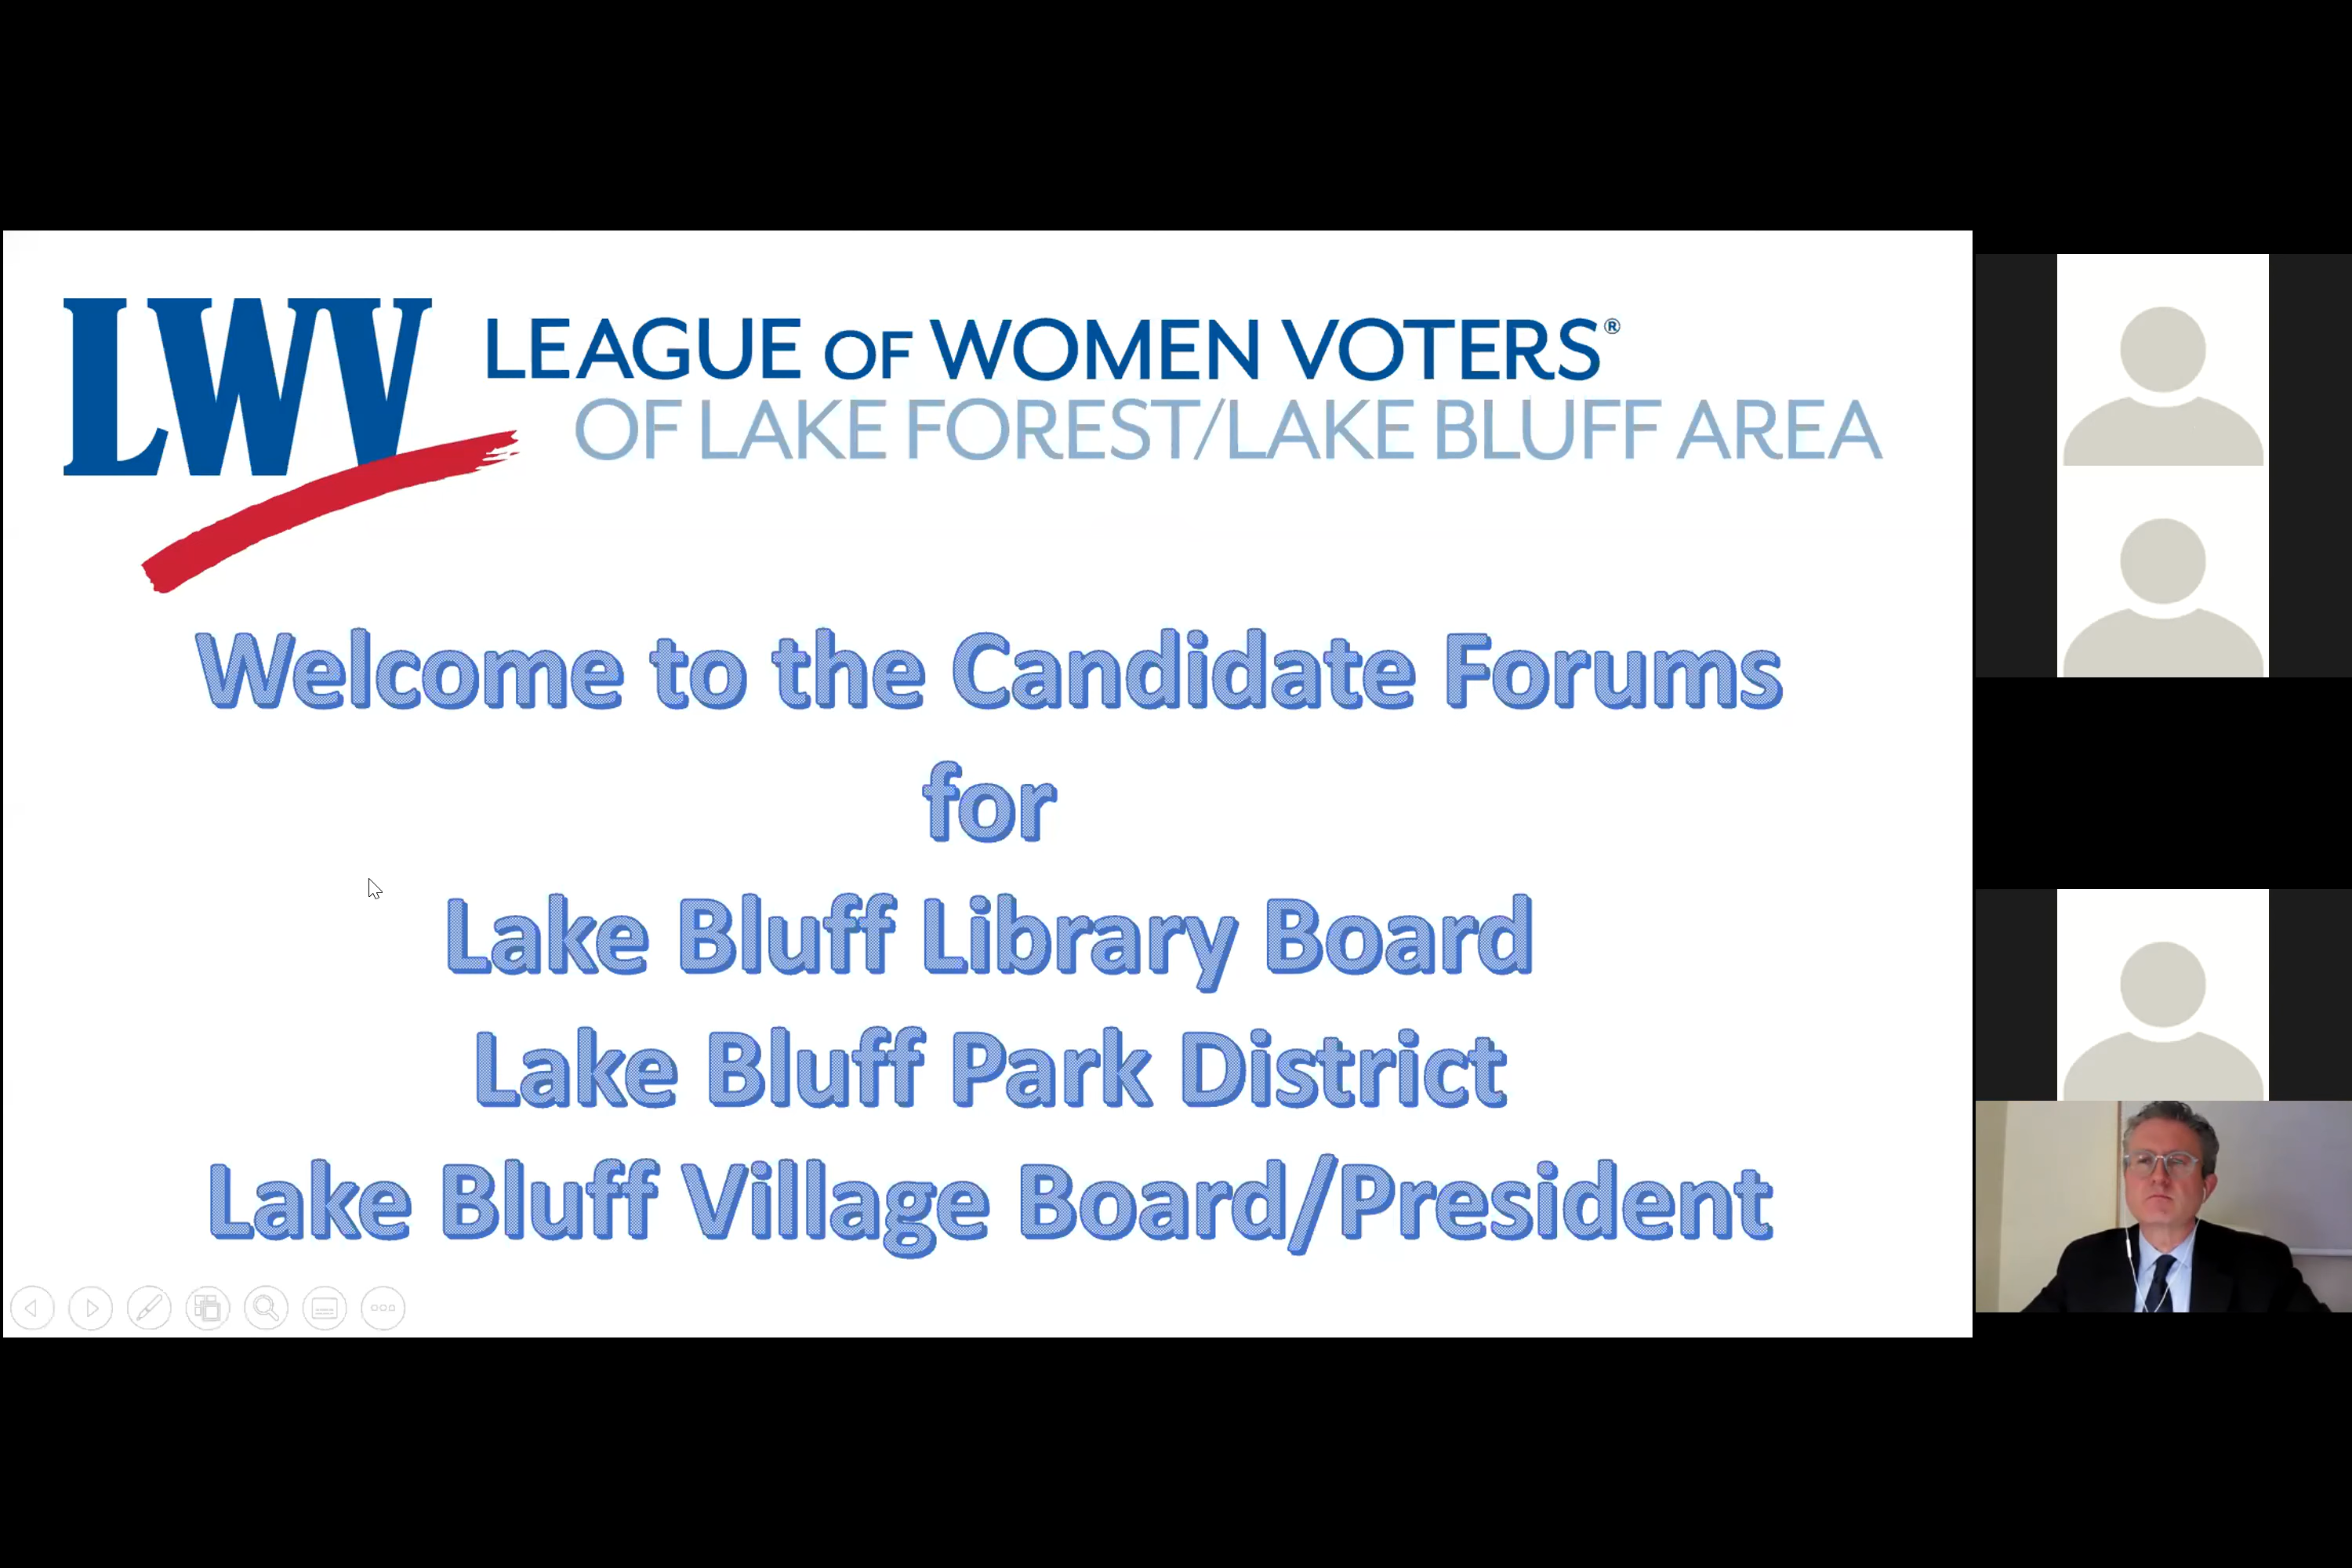 LWV
LEAGUE OF WOMEN VOTERS®
OF LAKE FOREST/LAKE BLUFF AREA
Welcome to the Candidate Forums
for
Lake Bluff Library Board
Lake Bluff Park District
Lake Bluff Village Board/President